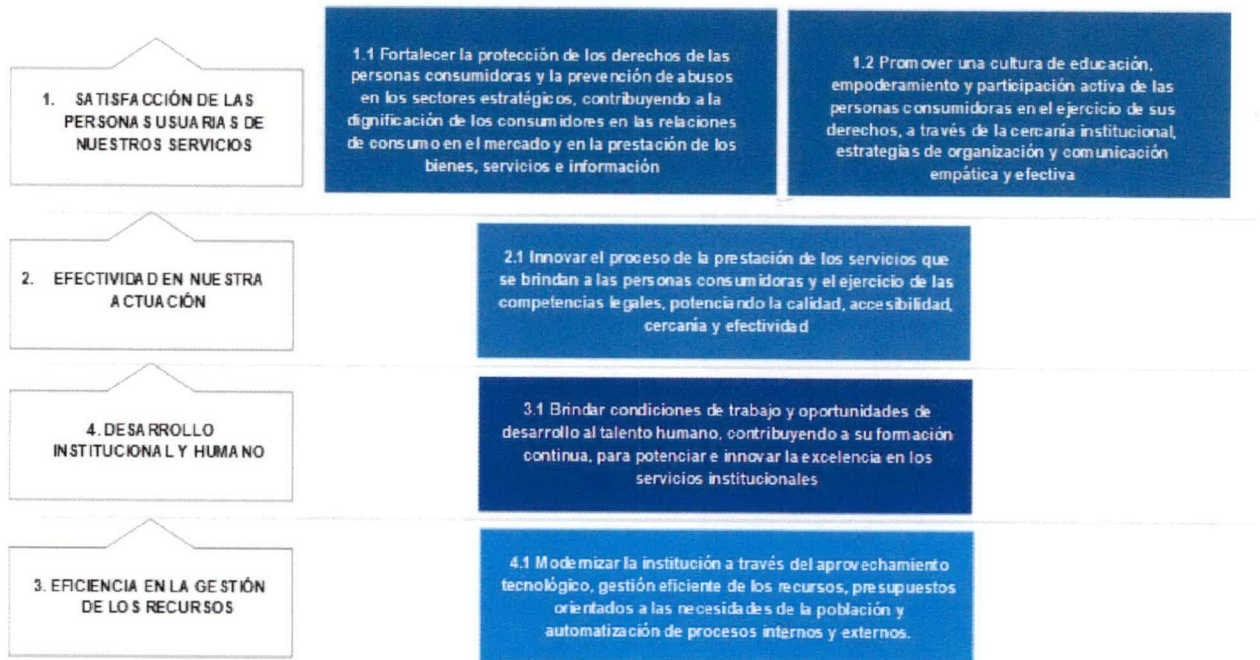 1. SATISFACCIÓN DE LAS
PERSONAS USUARIAS DE
NUESTROS SERVICIOS
1.1 Fortalecer la protección de los derechos de las
personas consumidoras y la prevención de abusos
en los sectores estratégicos, contribuyendo a la
dignificación de los consumidores en las relaciones
de consumo en el mercado y en la prestación de los
bienes, servicios e información
1.2 Promover una cultura de educación,
empoderamiento y participación activa de las
personas consumidoras en el ejercicio de sus
derechos, a través de la cercanía institucional,
estrategias de organización y comunicación
empática y efectiva
2. EFECTIVIDAD EN NUESTRA
ACTUACIÓN
2.1 Innovar el proceso de la prestación de los servicios que
se brindan a las personas consumidoras y el ejercicio de las
competencias legales, potenciando la calidad, accesibilidad,
cercanía y efectividad
4. DESARROLLO
INSTITUCIONAL Y HUMANO
3.1 Brindar condiciones de trabajo y oportunidades de
desarrollo al talento humano, contribuyendo a su formación
continua, para potenciar e innovar la excelencia en los
servicios institucionales
3. EFICIENCIA EN LA GESTIÓN
DE LOS RECURSOS
4.1 Modernizar la institución a través del aprovechamiento
tecnológico, gestión eficiente de los recursos, presupuestos
orientados a las necesidades de la población y
automatización de procesos internos y externos.